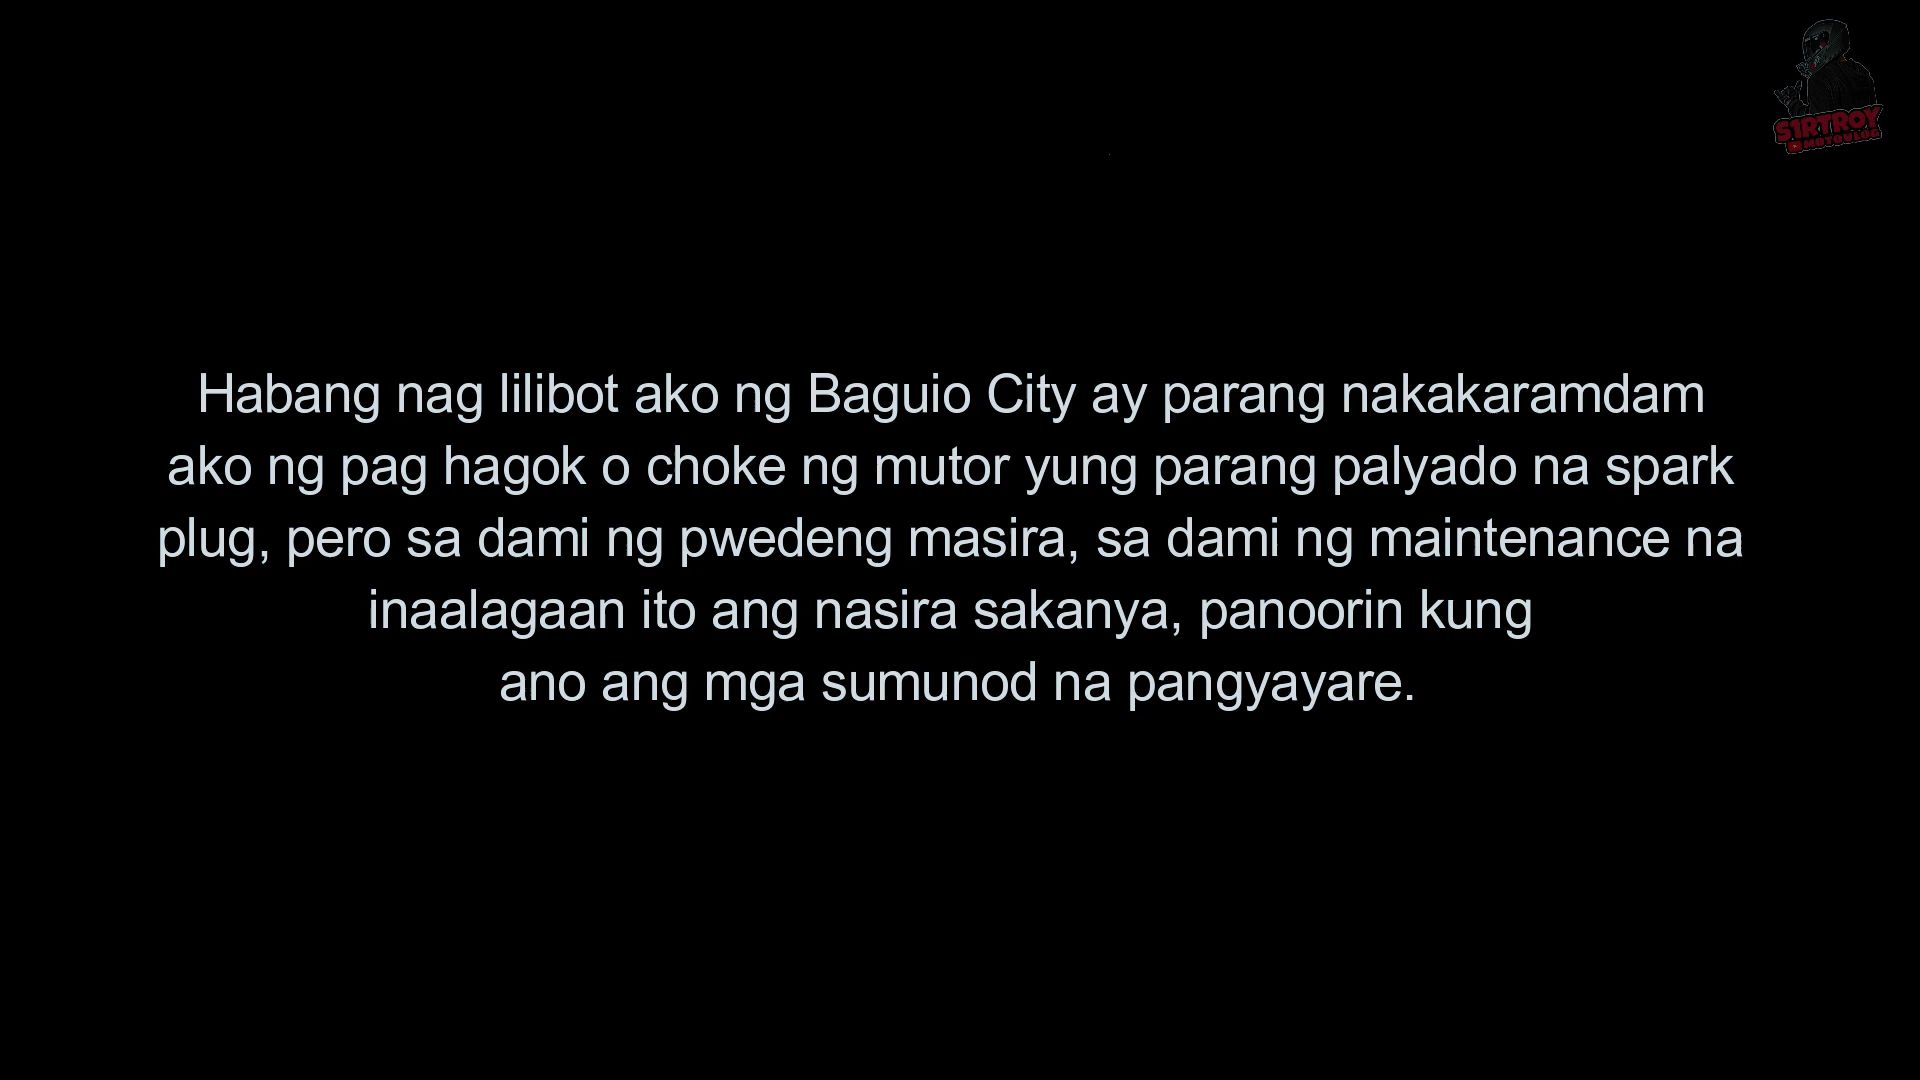 S1RTROY
MOTOVLOG
Habang nag lilibot ako ng Baguio City ay parang nakakaramdam
ako ng pag hagok o choke ng mutor yung parang palyado na spark
plug, pero sa dami ng pwedeng masira, sa dami ng maintenance na
inaalagaan ito ang nasira sakanya, panoorin kung
ano ang mga sumunod na pangyayare.